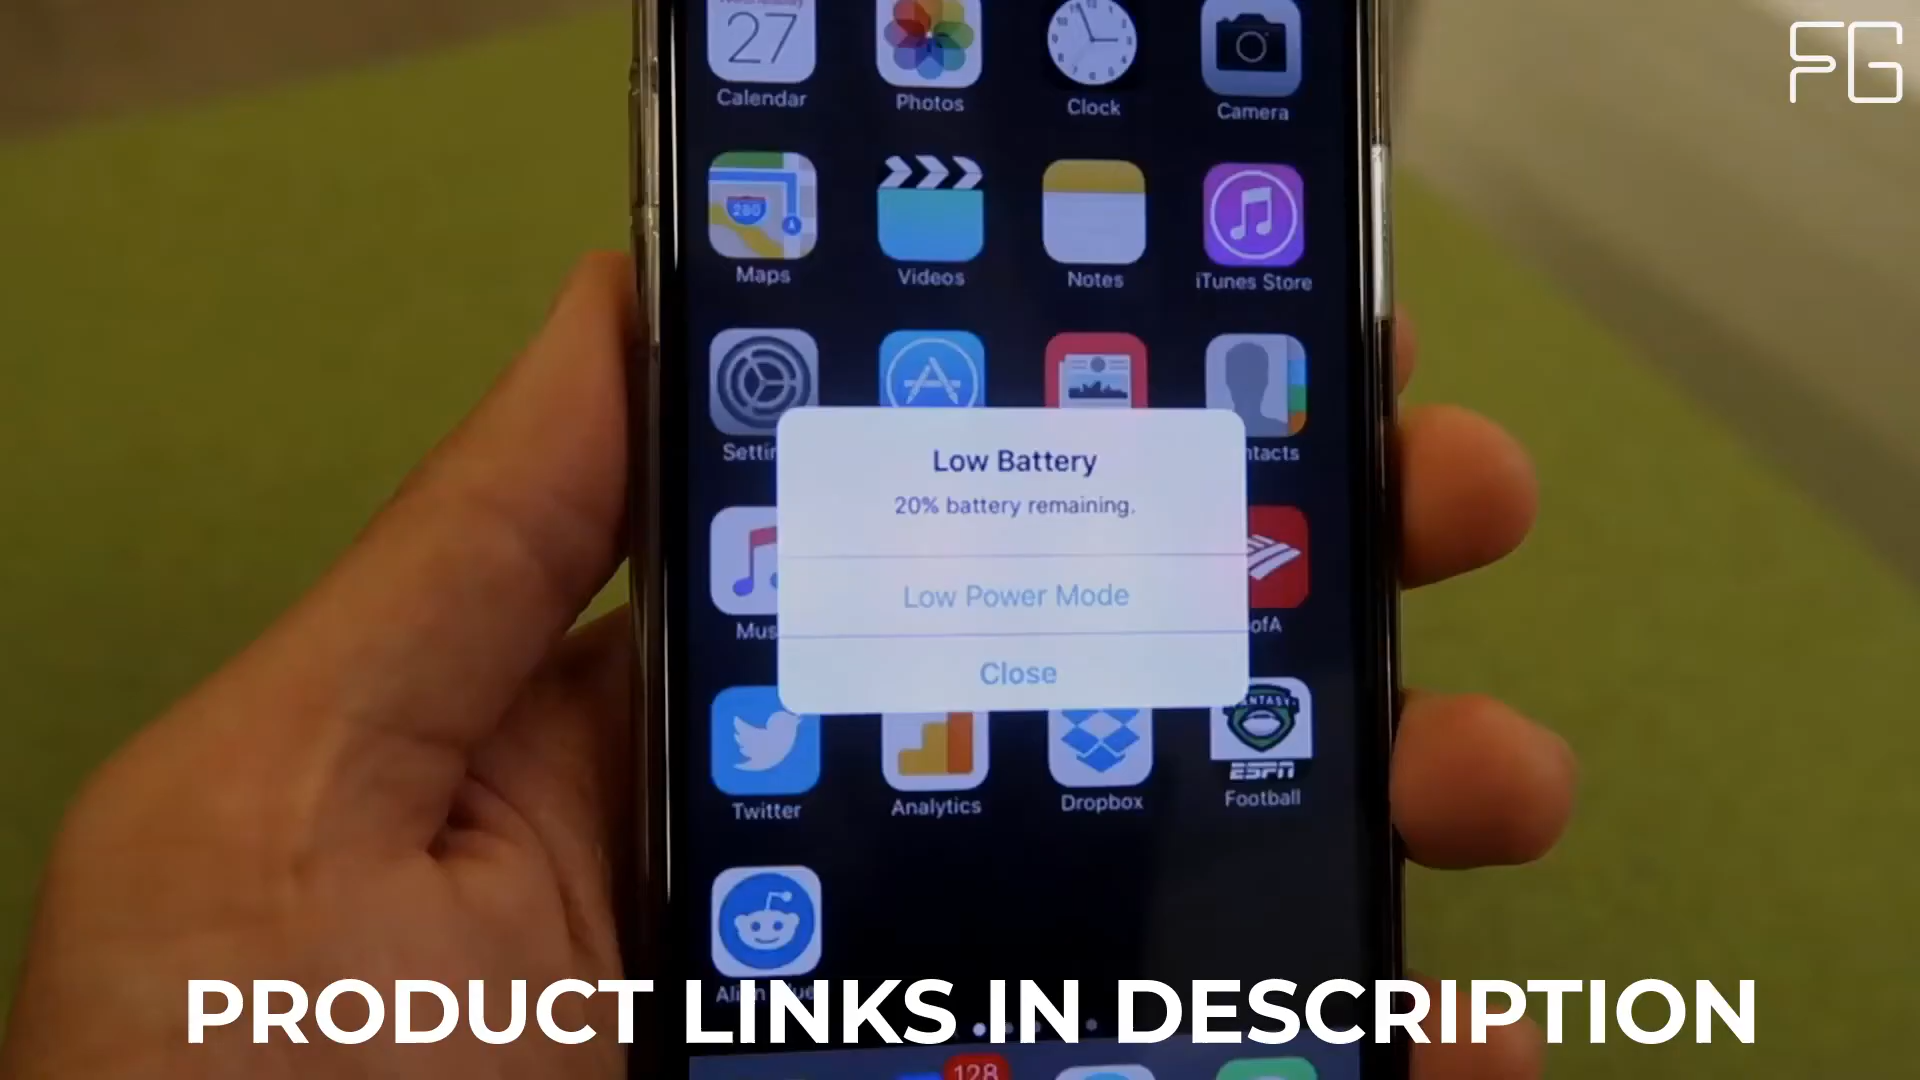 FG
27
Calendar
Photos
Clock
Camera
280
Maps
Videos
Notes
iTunes Store
Low Battery
20% battery remaining.
Low Power Mode
Close
Twitter
Analytics
Dropbox
ESPN
Football
PRODUCT LINKS IN DESCRIPTION
128